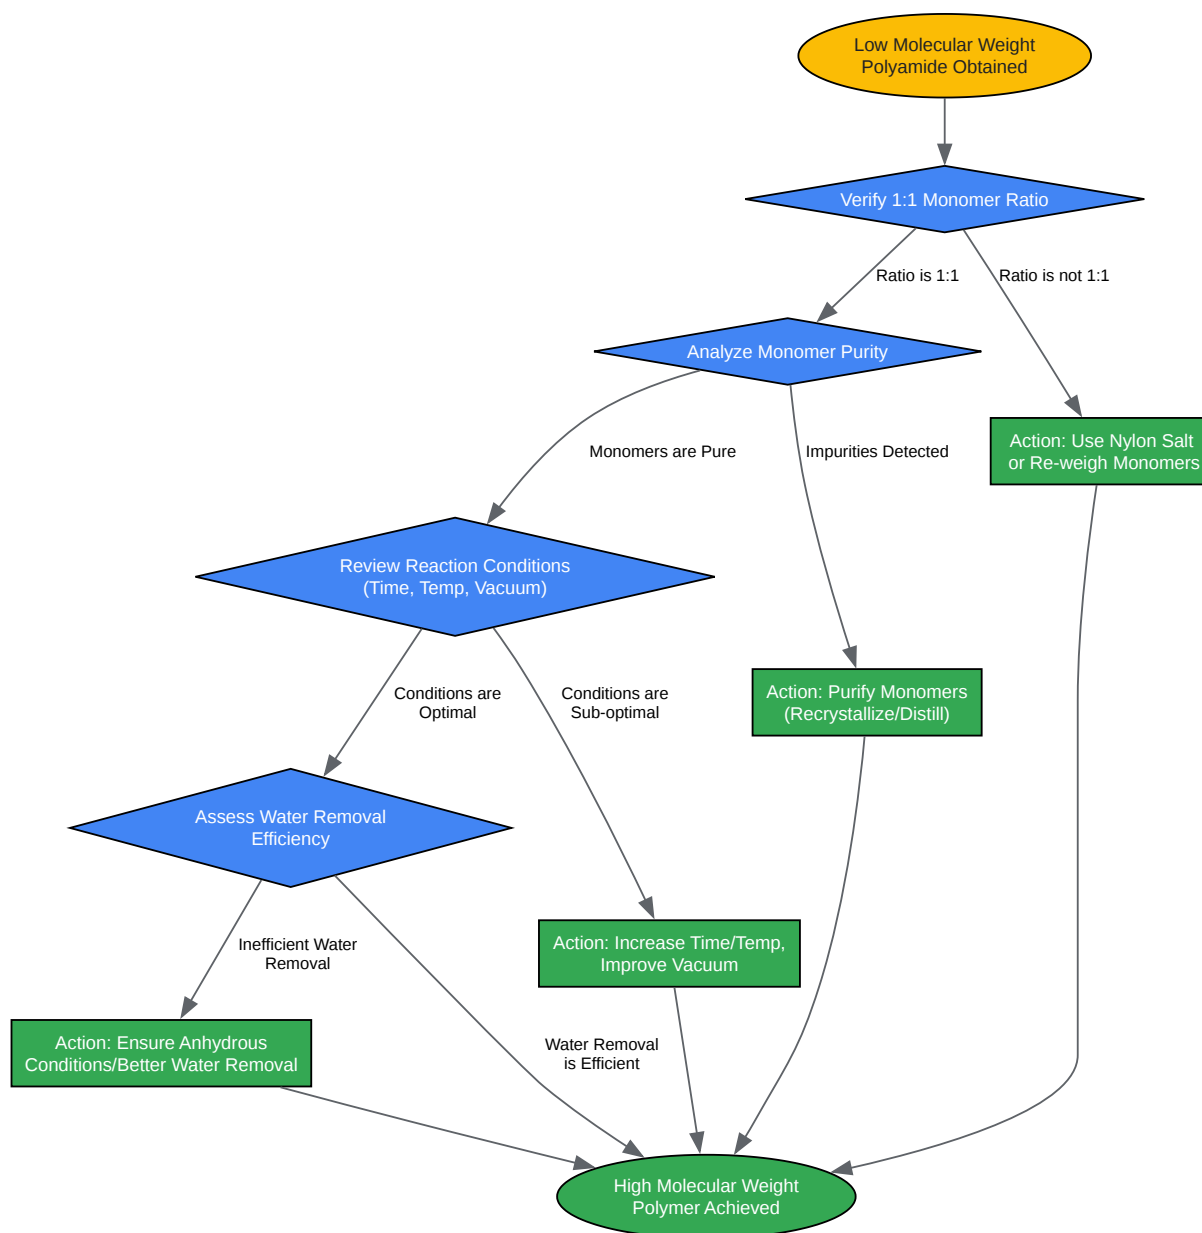 Low Molecular Weight
Polyamide Obtained
Verify 1:1 Monomer Ratio
Ratio is 1:1
Ratio is not 1:1
Analyze Monomer Purity
Monomers are Pure
Impurities Detected
Action: Use Nylon Salt
or Re-weigh Monomers
Review Reaction Conditions
(Time, Temp, Vacuum)
Conditions are
Optimal
Conditions are
Sub-optimal
Action: Purify Monomers
(Recrystallize/Distill)
Assess Water Removal
Efficiency
Inefficient Water
Removal
Action: Increase Time/Temp,
Improve Vacuum
Action: Ensure Anhydrous
Conditions/Better Water Removal
Water Removal
is Efficient
High Molecular Weight
Polymer Achieved